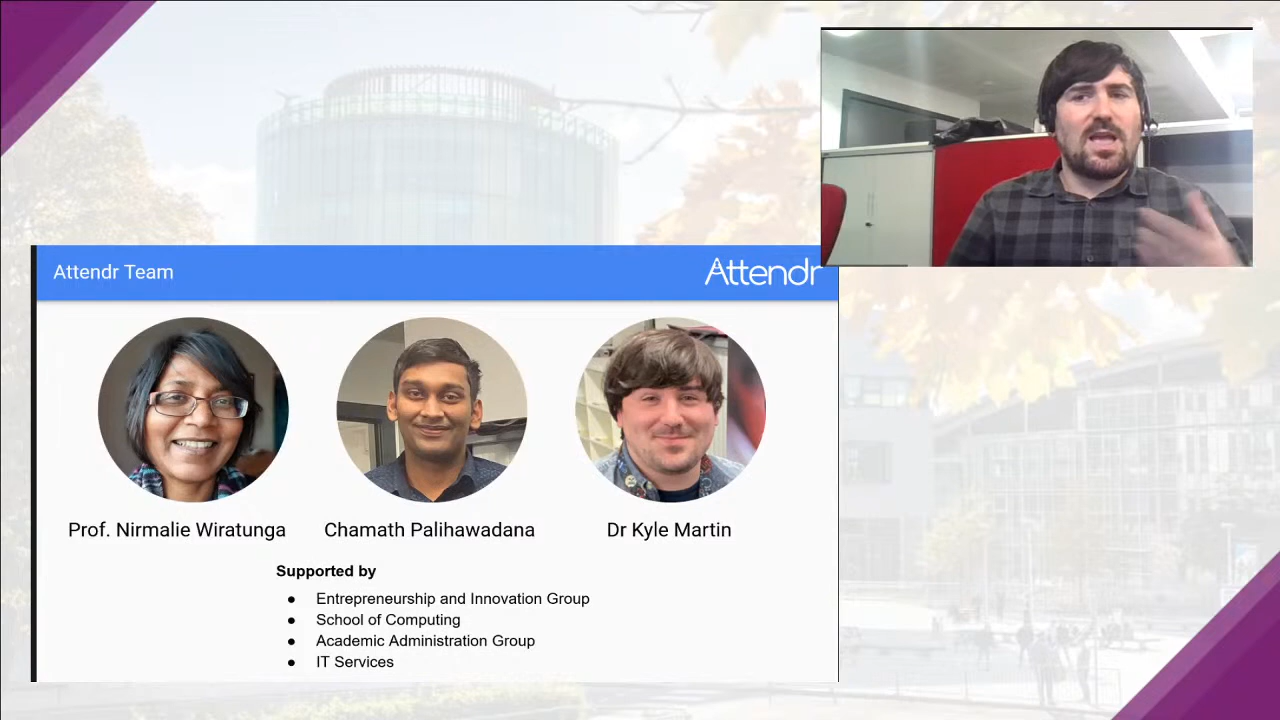 Attendr Team
Attendr
Prof. Nirmalie Wiratunga
Chamath Palihawadana
Dr Kyle Martin
Supported by
● Entrepreneurship and Innovation Group
● School of Computing
● Academic Administration Group
● IT Services